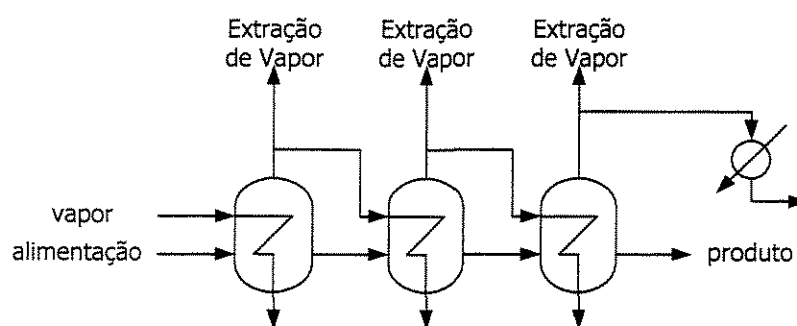 Extração
de Vapor
Extração
de Vapor
Extração
de Vapor
vapor
alimentação
produto